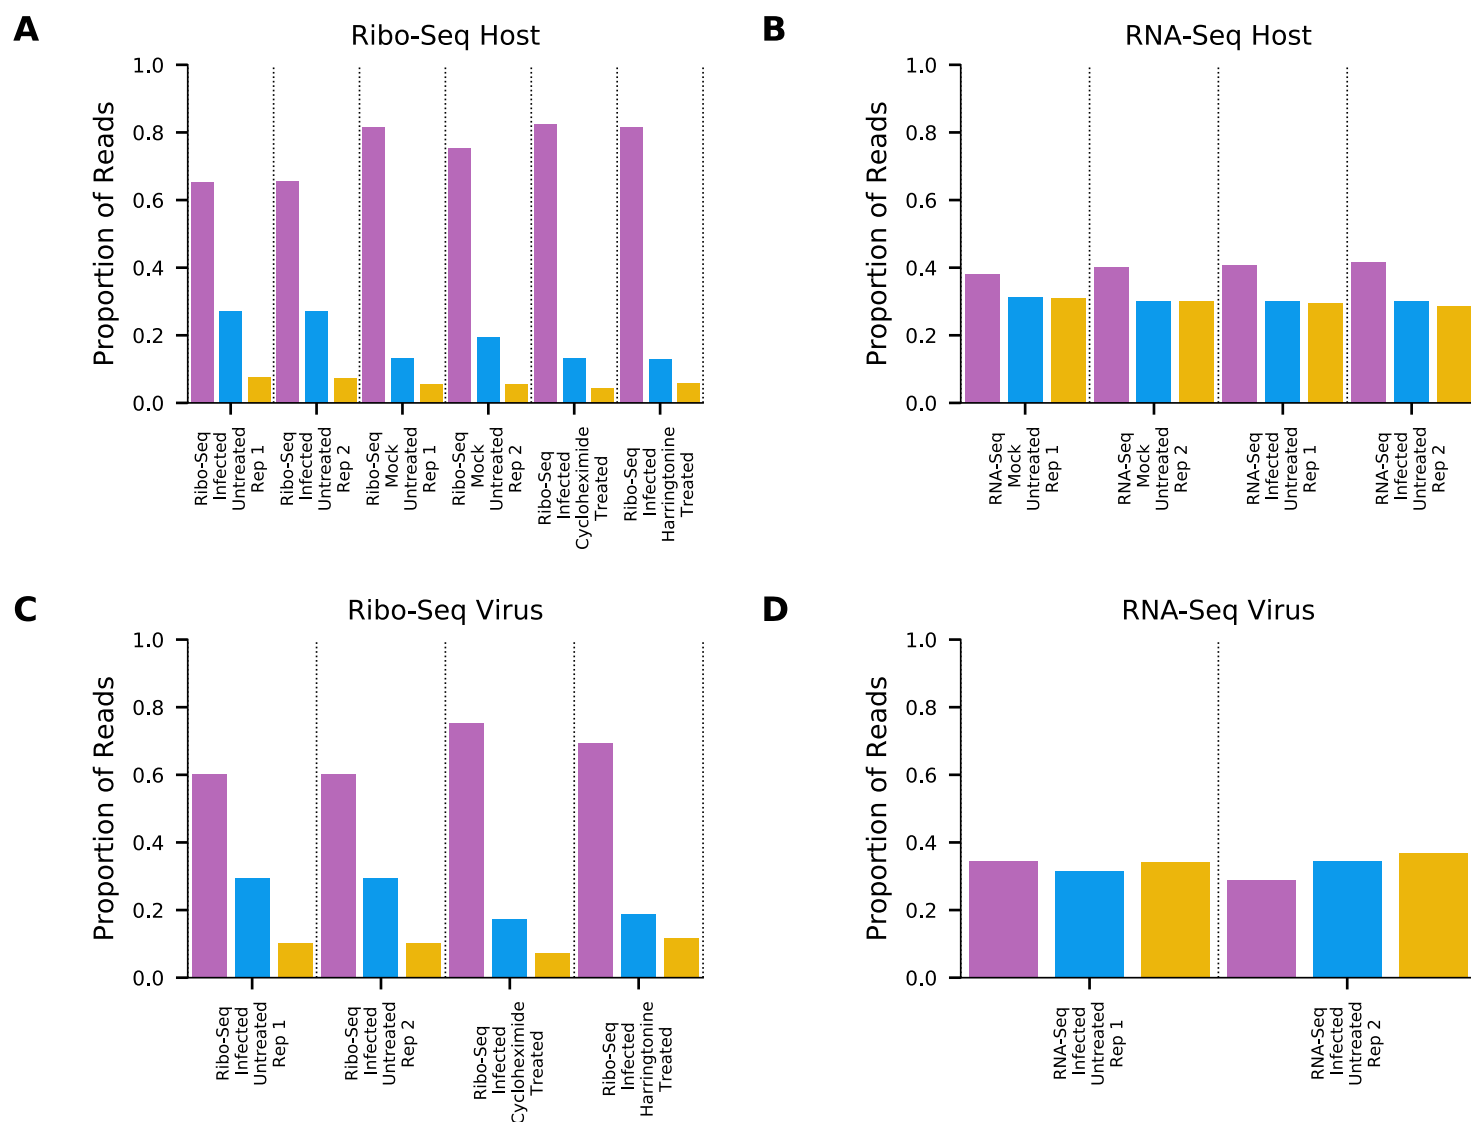 A
Ribo-Seq Host
Proportion of Reads
1.0
0.8
0.6
0.4
0.2
0.0
Ribo-Seq
Infected
Untreated
Rep 1
Ribo-Seq
Infected
Untreated
Rep 2
Ribo-Seq
Mock
Untreated
Rep 1
Ribo-Seq
Mock
Untreated
Rep 2
Ribo-Seq
Infected
Cycloheximide
Treated
Ribo-Seq
Infected
Harringtonine
Treated
B
RNA-Seq Host
Proportion of Reads
1.0
0.8
0.6
0.4
0.2
0.0
RNA-Seq
Mock
Untreated
Rep 1
RNA-Seq
Mock
Untreated
Rep 2
RNA-Seq
Infected
Untreated
Rep 1
RNA-Seq
Infected
Untreated
Rep 2
C
Ribo-Seq Virus
Proportion of Reads
1.0
0.8
0.6
0.4
0.2
0.0
Ribo-Seq
Infected
Untreated
Rep 1
Ribo-Seq
Infected
Untreated
Rep 2
Ribo-Seq
Infected
Cycloheximide
Treated
Ribo-Seq
Infected
Harringtonine
Treated
D
RNA-Seq Virus
Proportion of Reads
1.0
0.8
0.6
0.4
0.2
0.0
RNA-Seq
Infected
Untreated
Rep 1
RNA-Seq
Infected
Untreated
Rep 2